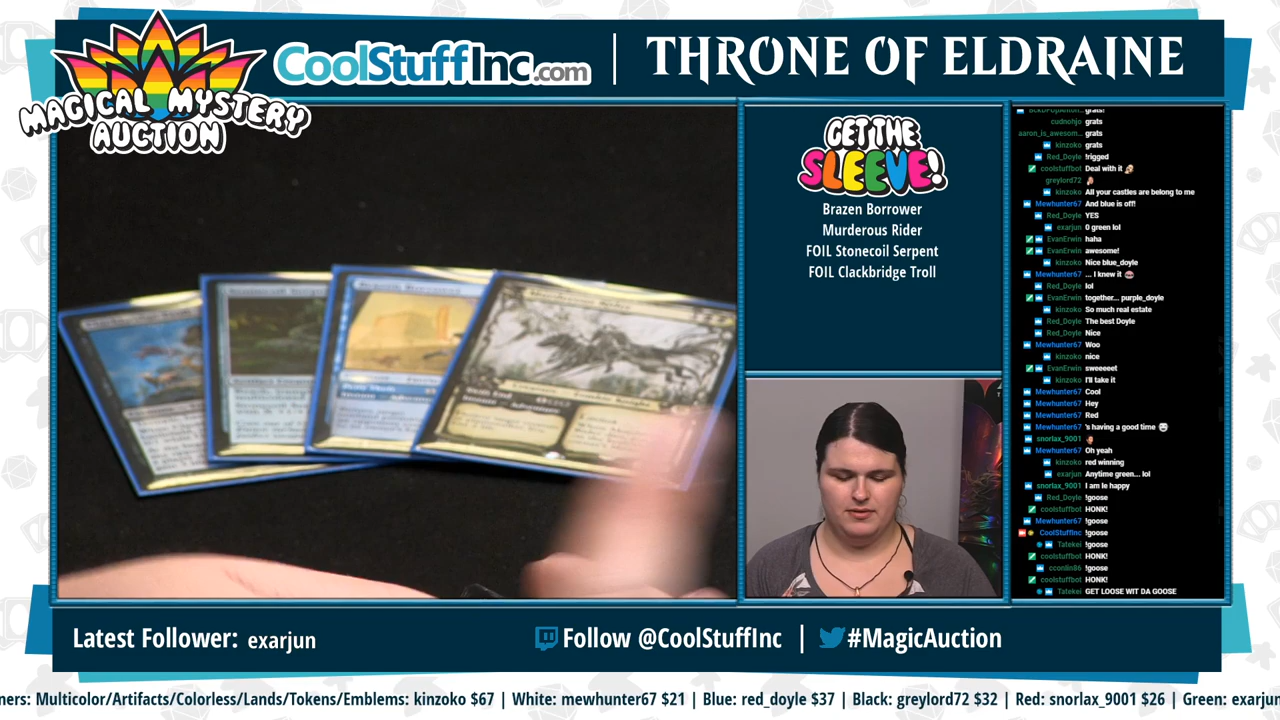 MAGICAL MYSTERY
AUCTION
COOLSTUFFINC.com
THRONE OF ELDRAINE
GET THE
SLEEVE!
Brazen Borrower
Murderous Rider
FOIL Stonecoil Serpent
FOIL Clackbridge Troll
grats!
cudnohjo grats
aaron_is_awesom... grats
kinzoko grats
Red_Doyle !rigged
coolstuffbot Deal with it
greylord72
kinzoko All your castles are belong to me
Mewhunter67 And blue is off!
Red_Doyle YES
exarjun 0 green lol
EvanErwin haha
EvanErwin awesome!
kinzoko Nice blue_doyle
Mewhunter67 ... I knew it
Red_Doyle lol
EvanErwin together... purple_doyle
kinzoko So much real estate
Red_Doyle The best Doyle
Red_Doyle Nice
Mewhunter67 Woo
kinzoko nice
EvanErwin sweeeeet
kinzoko I'll take it
Mewhunter67 Cool
Mewhunter67 Hey
Mewhunter67 Red
Mewhunter67 's having a good time
snorlax_9001
Mewhunter67 Oh yeah
kinzoko red winning
exarjun Anytime green... lol
snorlax_9001 I am le happy
Red_Doyle !goose
coolstuffbot HONK!
Mewhunter67 !goose
CoolStuffInc !goose
Tatekei !goose
coolstuffbot HONK!
cconlin86 !goose
coolstuffbot HONK!
Tatekei GET LOOSE WIT DA GOOSE
Latest Follower: exarjun
Follow @CoolStuffInc | #MagicAuction
ners: Multicolor/Artifacts/Colorless/Lands/Tokens/Emblems: kinzoko $67 | White: mewhunter67 $21 | Blue: red_doyle $37 | Black: greylord72 $32 | Red: snorlax_9001 $26 | Green: exarjun